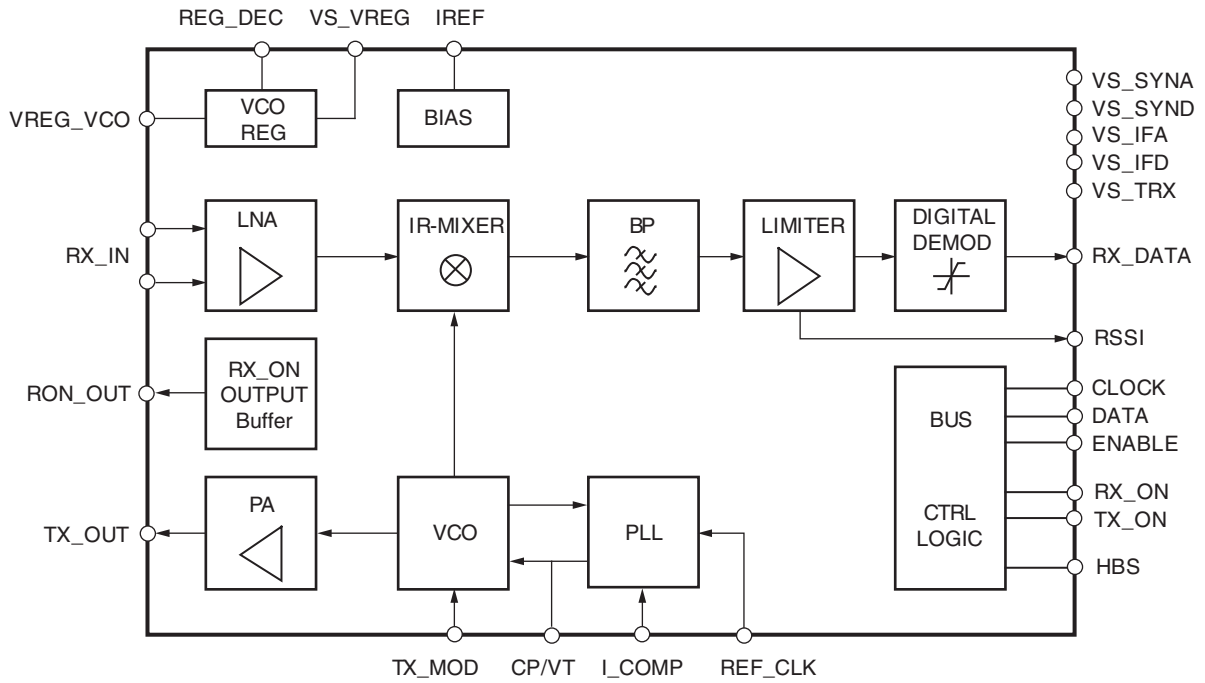 REG_DEC VS_VREG IREF
VREG_VCO
VCO
REG
BIAS
VS_SYNA
VS_SYND
VS_IFA
VS_IFD
VS_TRX
RX_IN
LNA
IR-MIXER
BP
LIMITER
DIGITAL
DEMOD
RX_DATA
RSSI
RON_OUT
RX_ON
OUTPUT
Buffer
BUS
CTRL
LOGIC
CLOCK
DATA
ENABLE
RX_ON
TX_ON
HBS
TX_OUT
PA
VCO
PLL
TX_MOD CP/VT I_COMP REF_CLK